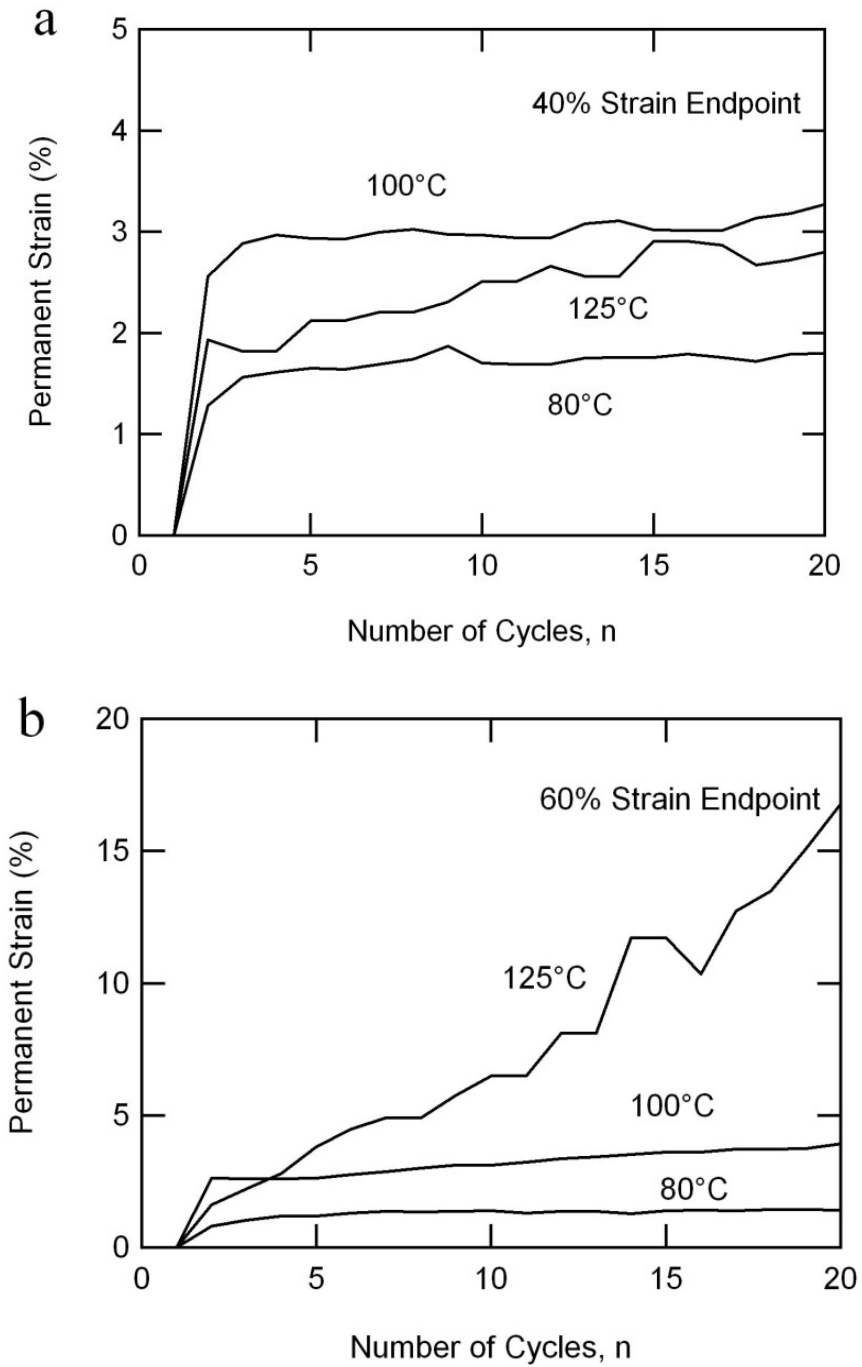 a
5
40% Strain Endpoint
4
100°C
3
125°C
2
80°C
1
0
0 5 10 15 20
Permanent Strain (%)
Number of Cycles, n
b
20
60% Strain Endpoint
15
125°C
10
100°C
5
80°C
0
0 5 10 15 20
Permanent Strain (%)
Number of Cycles, n